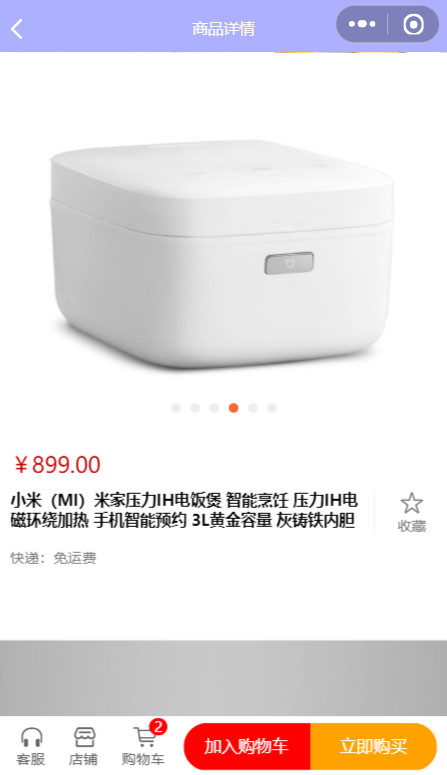 商品详情
￥899.00
小米（MI）米家压力IH电饭煲 智能烹饪 压力IH电
磁环绕加热 手机智能预约 3L黄金容量 灰铸铁内胆
收藏
快递：免运费
2
客服
店铺
购物车
加入购物车
立即购买